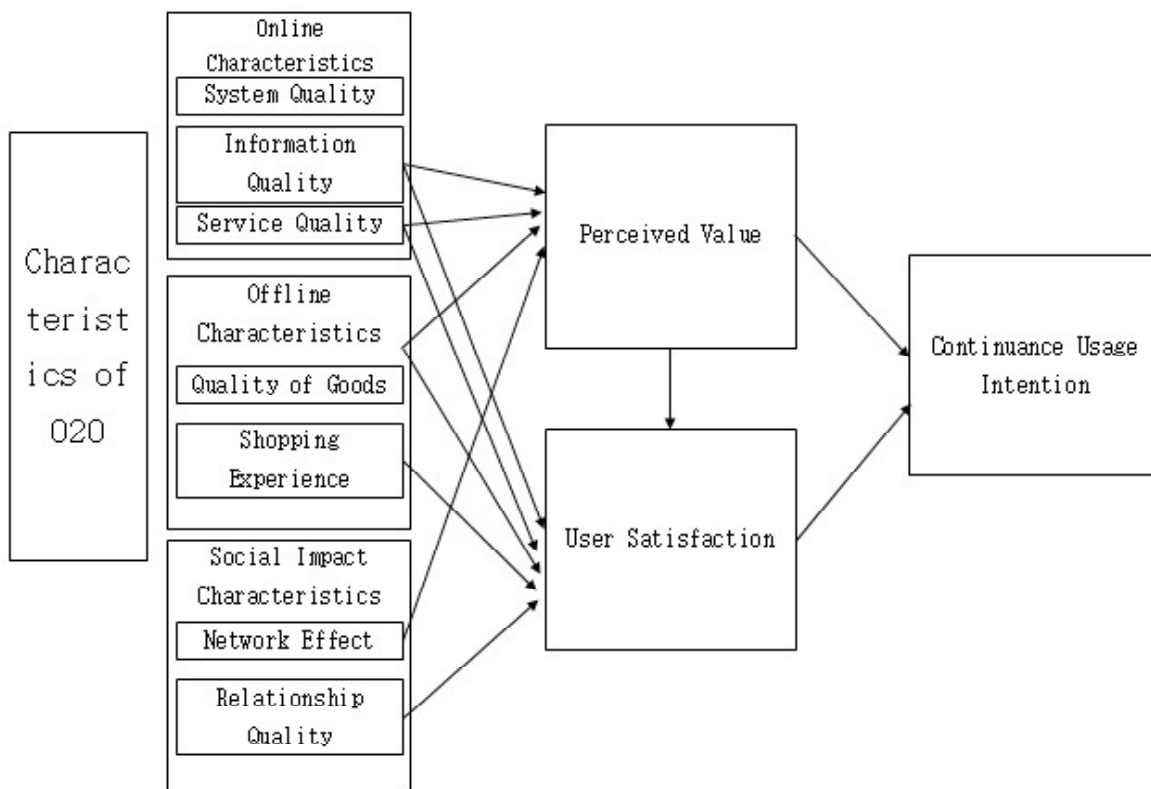 Charac
terist
ics of
O2O
Online
Characteristics
System Quality
Information
Quality
Service Quality
Offline
Characteristics
Quality of Goods
Shopping
Experience
Social Impact
Characteristics
Network Effect
Relationship
Quality
Perceived Value
User Satisfaction
Continuance Usage
Intention